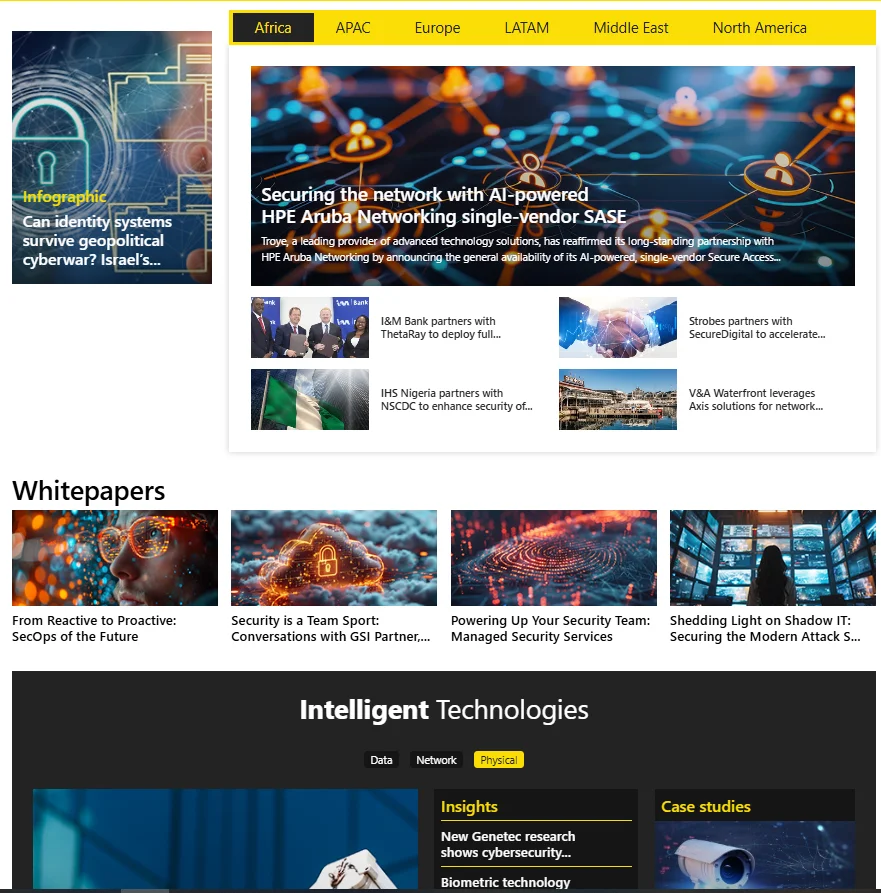 Africa
APAC
Europe
LATAM
Middle East
North America
Infographic
Can identity systems
survive geopolitical
cyberwar? Israel's...
Securing the network with AI-powered
HPE Aruba Networking single-vendor SASE
Troye, a leading provider of advanced technology solutions, has reaffirmed its long-standing partnership with
HPE Aruba Networking by announcing the general availability of its AI-powered, single-vendor Secure Access...
I&M Bank partners with
ThetaRay to deploy full...
Strobes partners with
SecureDigital to accelerate...
IHS Nigeria partners with
NSCDC to enhance security of...
V&A Waterfront leverages
Axis solutions for network...
Whitepapers
From Reactive to Proactive:
SecOps of the Future
Security is a Team Sport:
Conversations with GSI Partner,...
Powering Up Your Security Team:
Managed Security Services
Shedding Light on Shadow IT:
Securing the Modern Attack S...
Intelligent Technologies
Data
Network
Physical
Insights
New Genetec research
shows cybersecurity...
Biometric technology
Case studies